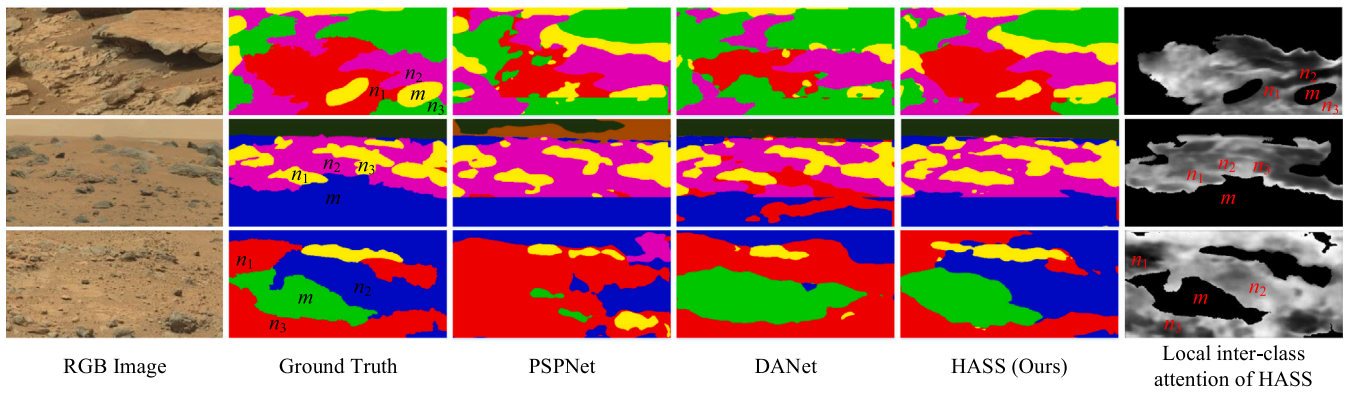 n₂
n₁ m
n₃
n₂
n₁ m
n₃
n₂ n₃
n₁
m
n₂ n₃
n₁
m
n₁
m n₂
n₃
n₁
m n₂
n₃
RGB Image
Ground Truth
PSPNet
DANet
HASS (Ours)
Local inter-class
attention of HASS